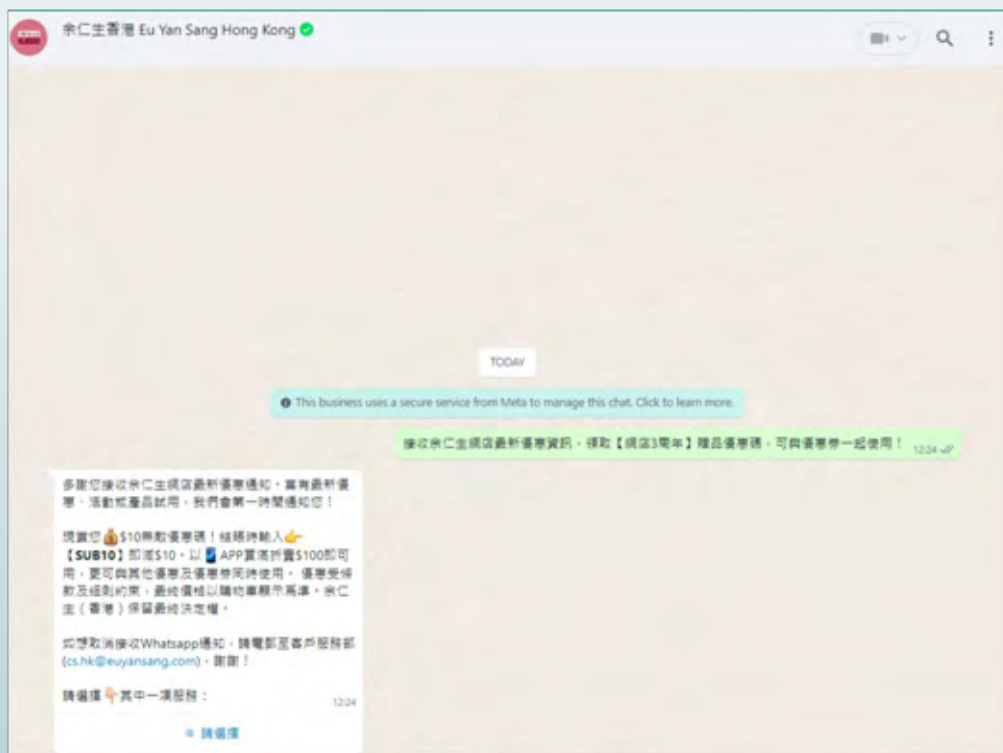 余仁生香港 Eu Yan Sang Hong Kong
TODAY
This business uses a secure service from Meta to manage this chat. Click to learn more.
接收余仁生網店最新優惠資訊，領取【網店3周年】贈品優惠碼，可與優惠券一起使用！ 12:24
多謝您接收余仁生網店最新優惠通知，當有最新優
惠、活動或產品試用，我們會第一時間通知您！
現賞您💰$10無敵優惠碼！結賬時輸入👉
【SUB10】即減$10，以📱APP買滿折實$100即可
用，更可與其他優惠及優惠券同時使用。 優惠受條
款及細則約束，最終價格以購物車顯示為準。余仁
生（香港）保留最終決定權。
如想取消接收Whatsapp通知，請電郵至客戶服務部
(cs.hk@euyansang.com)，謝謝！
請選擇👇其中一項服務：
12:24
請選擇